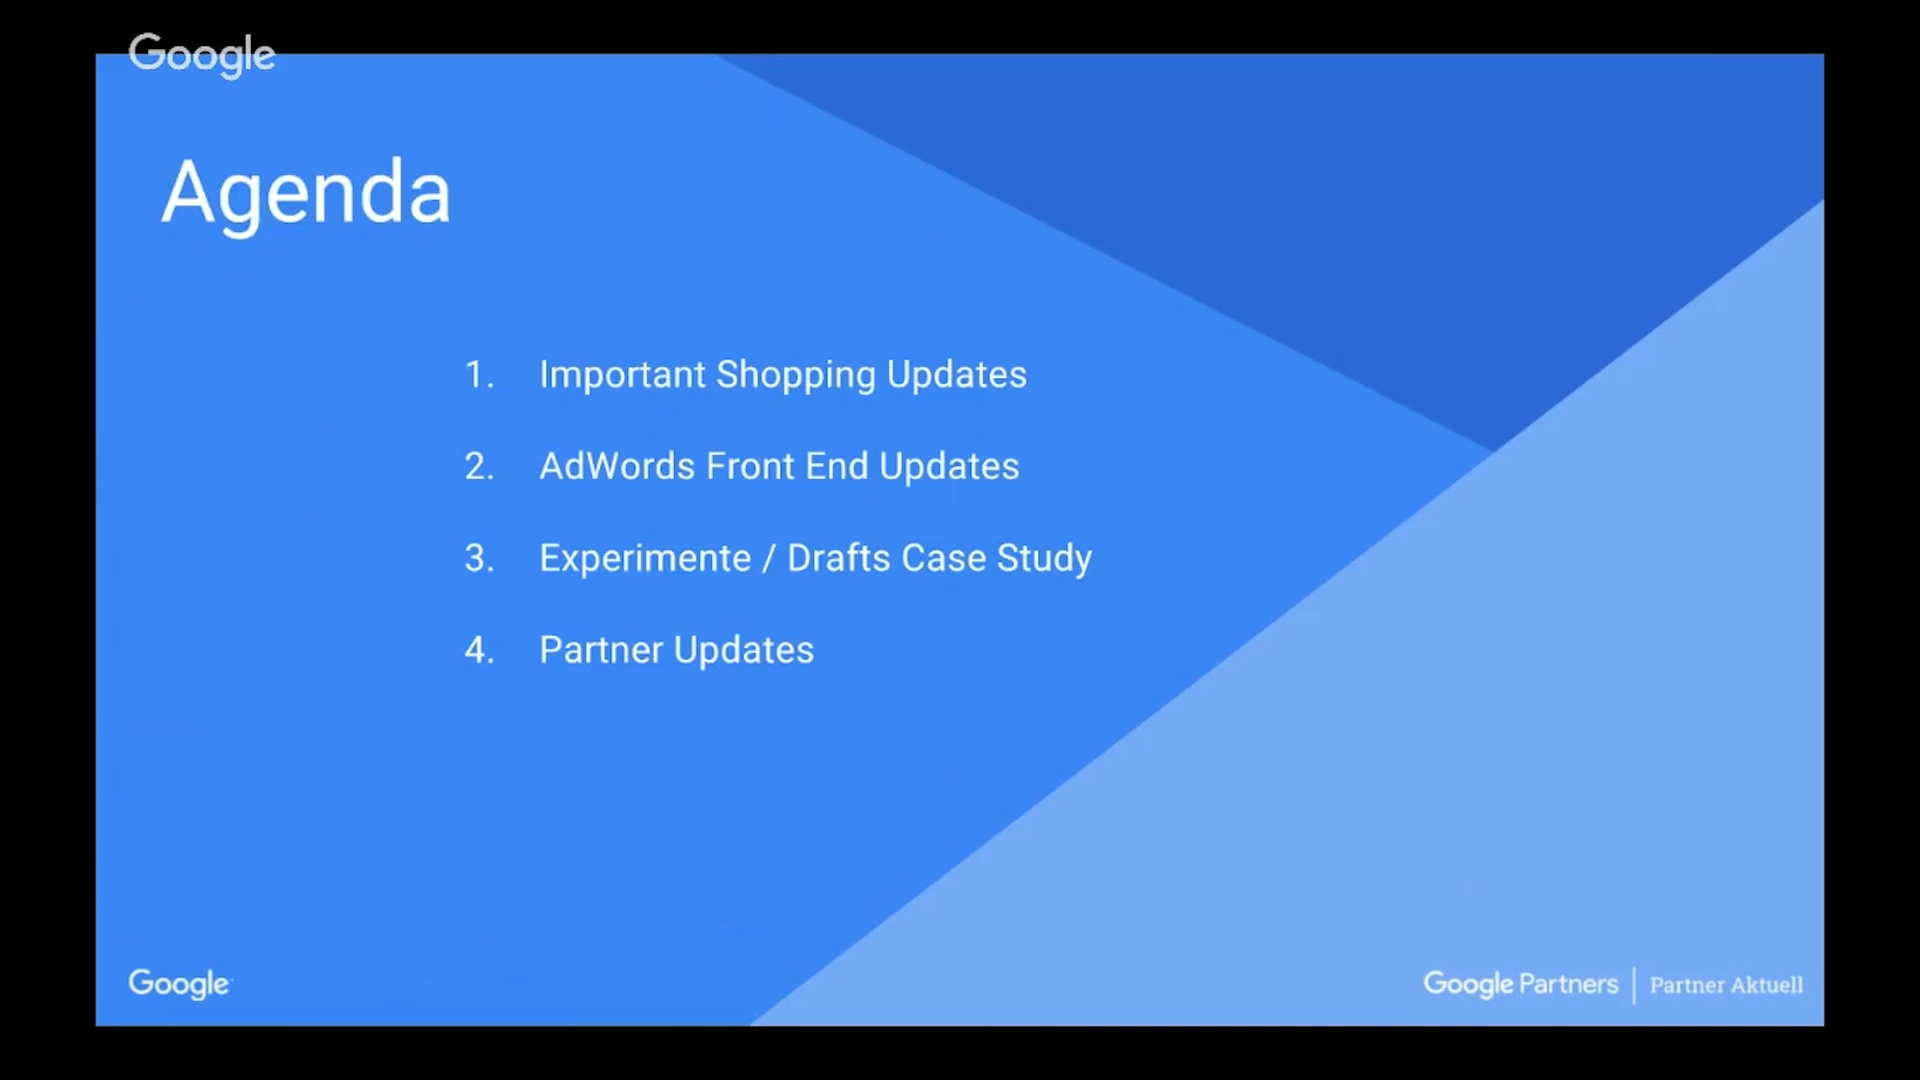 Google
Agenda
1. Important Shopping Updates
2. AdWords Front End Updates
3. Experimente / Drafts Case Study
4. Partner Updates
Google
Google Partners | Partner Aktuell